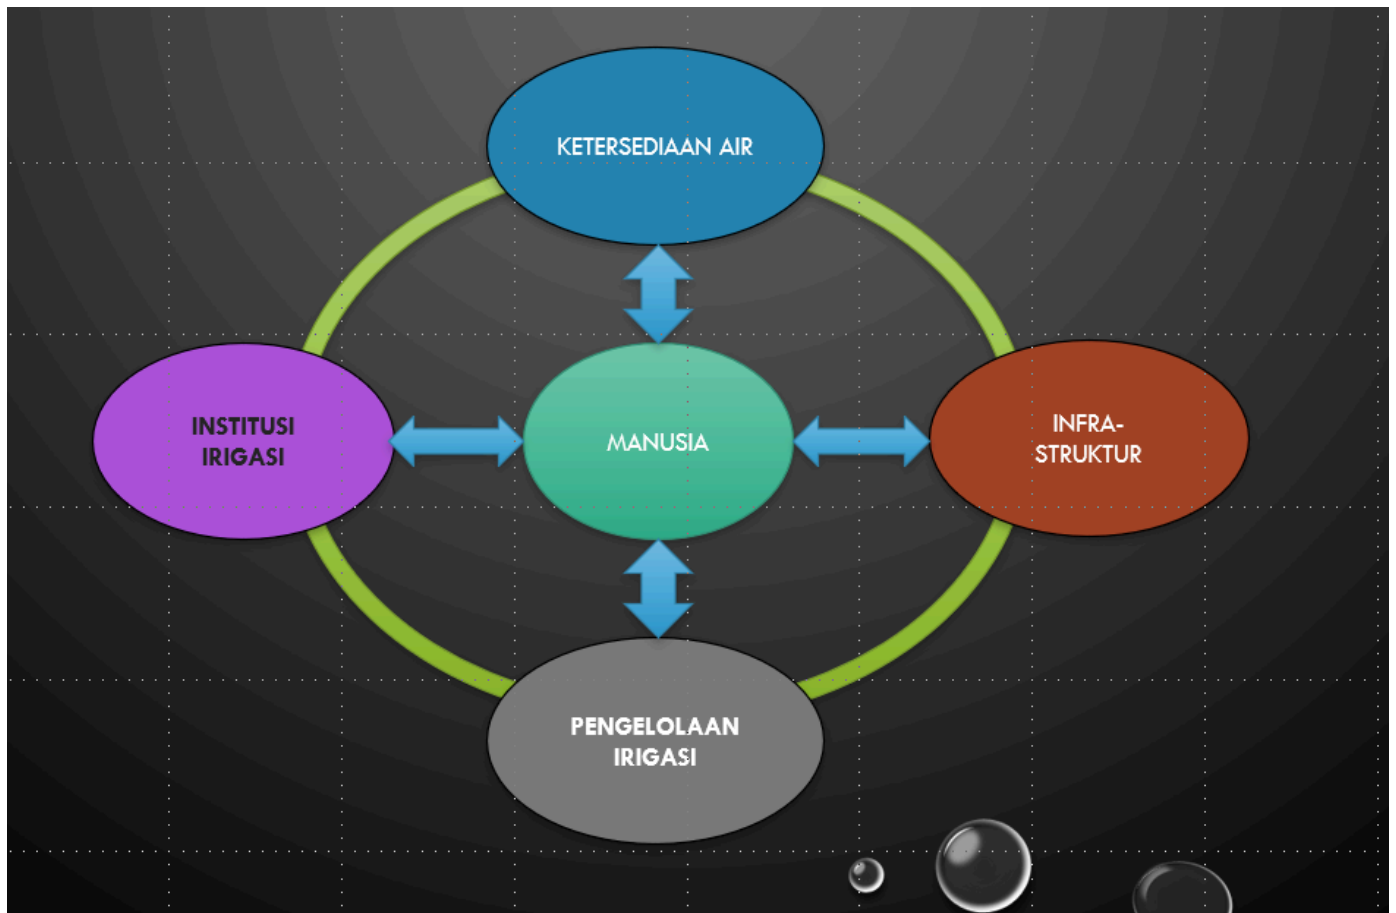 KETERSEDIAAN AIR
INSTITUSI
IRIGASI
MANUSIA
INFRA-
STRUKTUR
PENGELOLAAN
IRIGASI